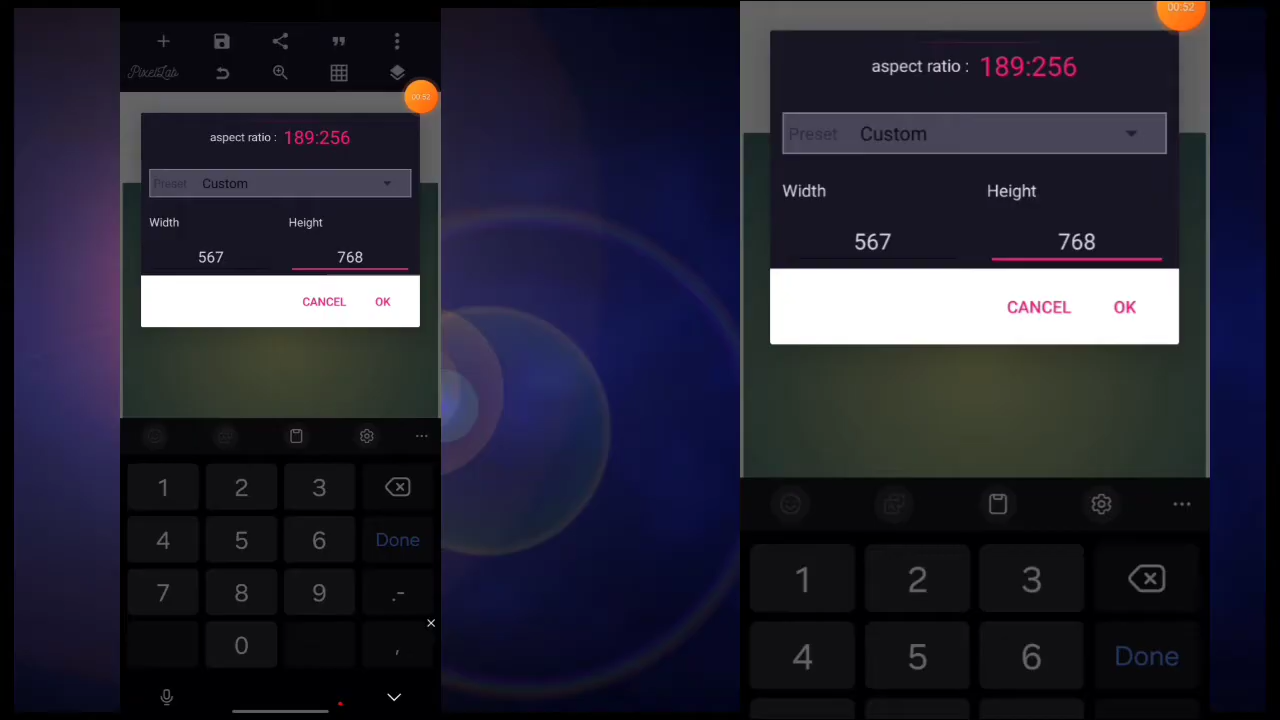 PixelLab
00:52
aspect ratio : 189:256
Preset Custom
Width Height
567 768
CANCEL OK
1 2 3
4 5 6 Done
7 8 9 .-
0 ,
00:52
aspect ratio : 189:256
Preset Custom
Width Height
567 768
CANCEL OK
1 2 3
4 5 6 Done